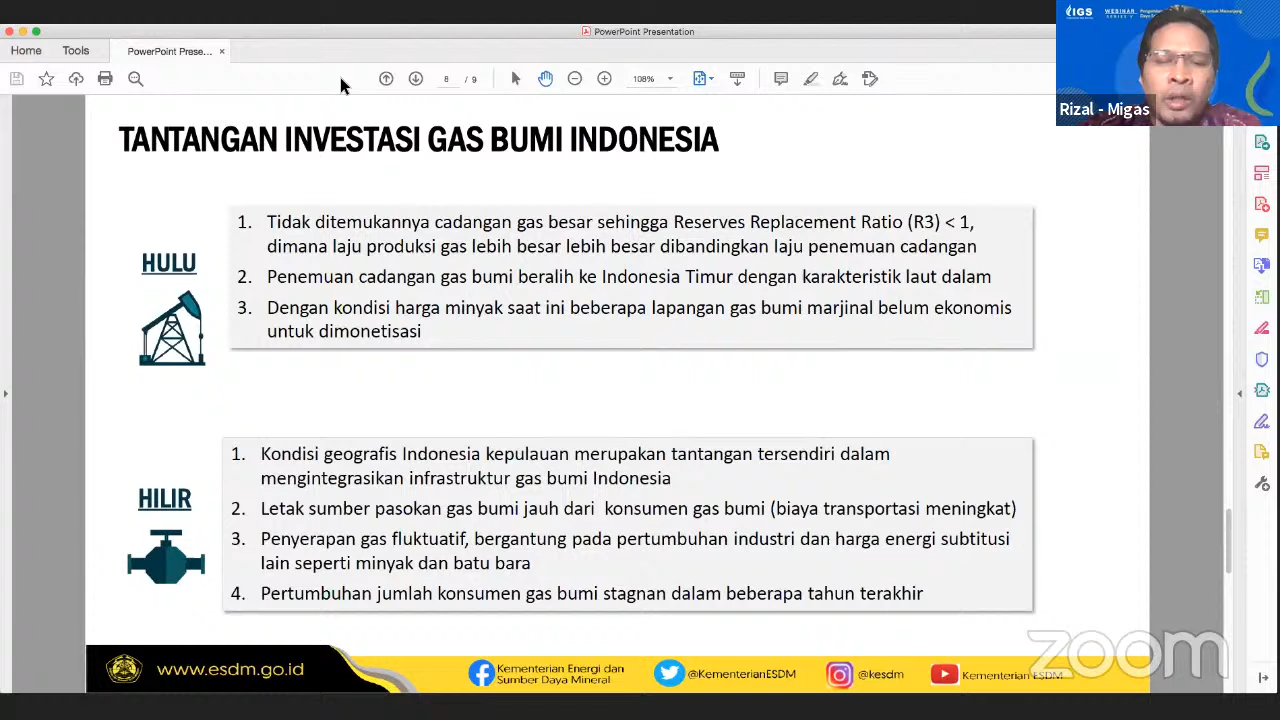 PowerPoint Presentation
Home
Tools
PowerPoint Prese...
×
8 / 9
108%
IGS
WEBINAR
Rizal - Migas
TANTANGAN INVESTASI GAS BUMI INDONESIA
HULU
1. Tidak ditemukannya cadangan gas besar sehingga Reserves Replacement Ratio (R3) < 1,
dimana laju produksi gas lebih besar lebih besar dibandingkan laju penemuan cadangan
2. Penemuan cadangan gas bumi beralih ke Indonesia Timur dengan karakteristik laut dalam
3. Dengan kondisi harga minyak saat ini beberapa lapangan gas bumi marjinal belum ekonomis
untuk dimonetisasi
HILIR
1. Kondisi geografis Indonesia kepulauan merupakan tantangan tersendiri dalam
mengintegrasikan infrastruktur gas bumi Indonesia
2. Letak sumber pasokan gas bumi jauh dari konsumen gas bumi (biaya transportasi meningkat)
3. Penyerapan gas fluktuatif, bergantung pada pertumbuhan industri dan harga energi subtitusi
lain seperti minyak dan batu bara
4. Pertumbuhan jumlah konsumen gas bumi stagnan dalam beberapa tahun terakhir
www.esdm.go.id
Kementerian Energi dan
Sumber Daya Mineral
@KementerianESDM
@kesdm
Kementerian ESDM
zoom